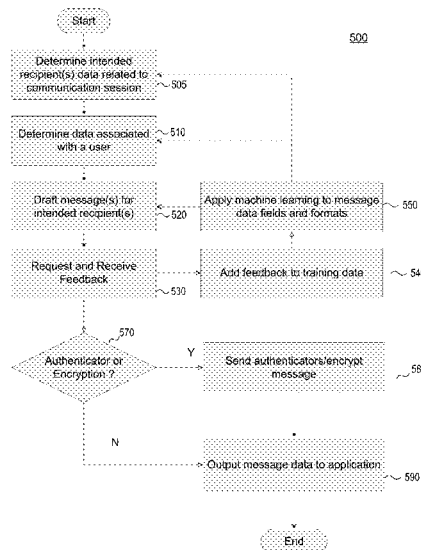 Start
500
Determine intended
recipient(s) data related to
communication session
505
Determine data associated
with a user
510
Draft message(s) for
intended recipient(s)
520
Apply machine learning to message
data fields and formats
550
Request and Receive
Feedback
530
Add feedback to training data
54
570
Authenticator or
Encryption ?
Y
Send authenticators/encrypt
message
58
N
Output message data to application
590
End